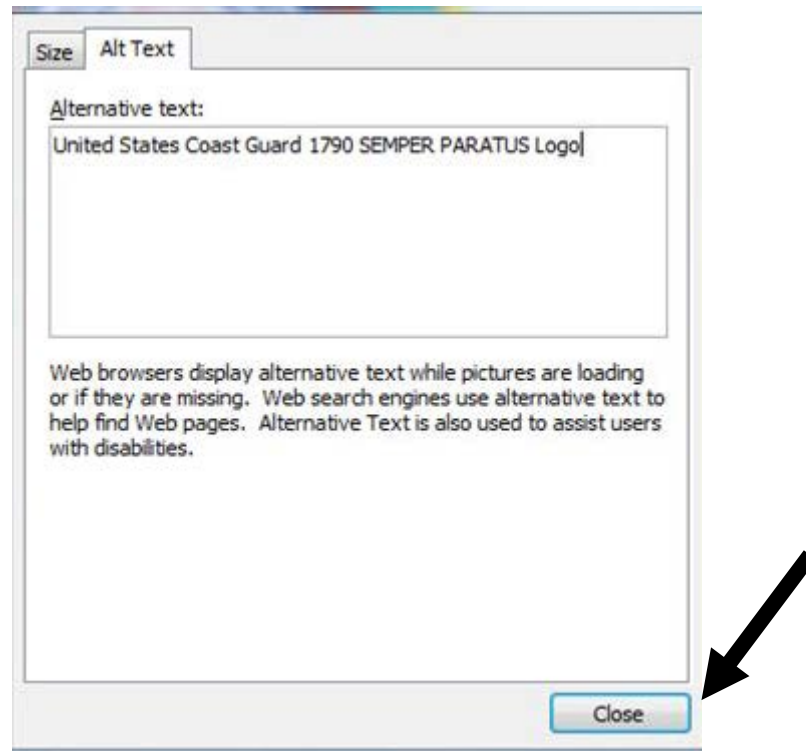 Size
Alt Text
Alternative text:
United States Coast Guard 1790 SEMPER PARATUS Logo
Web browsers display alternative text while pictures are loading
or if they are missing.  Web search engines use alternative text to
help find Web pages.  Alternative Text is also used to assist users
with disabilities.
Close